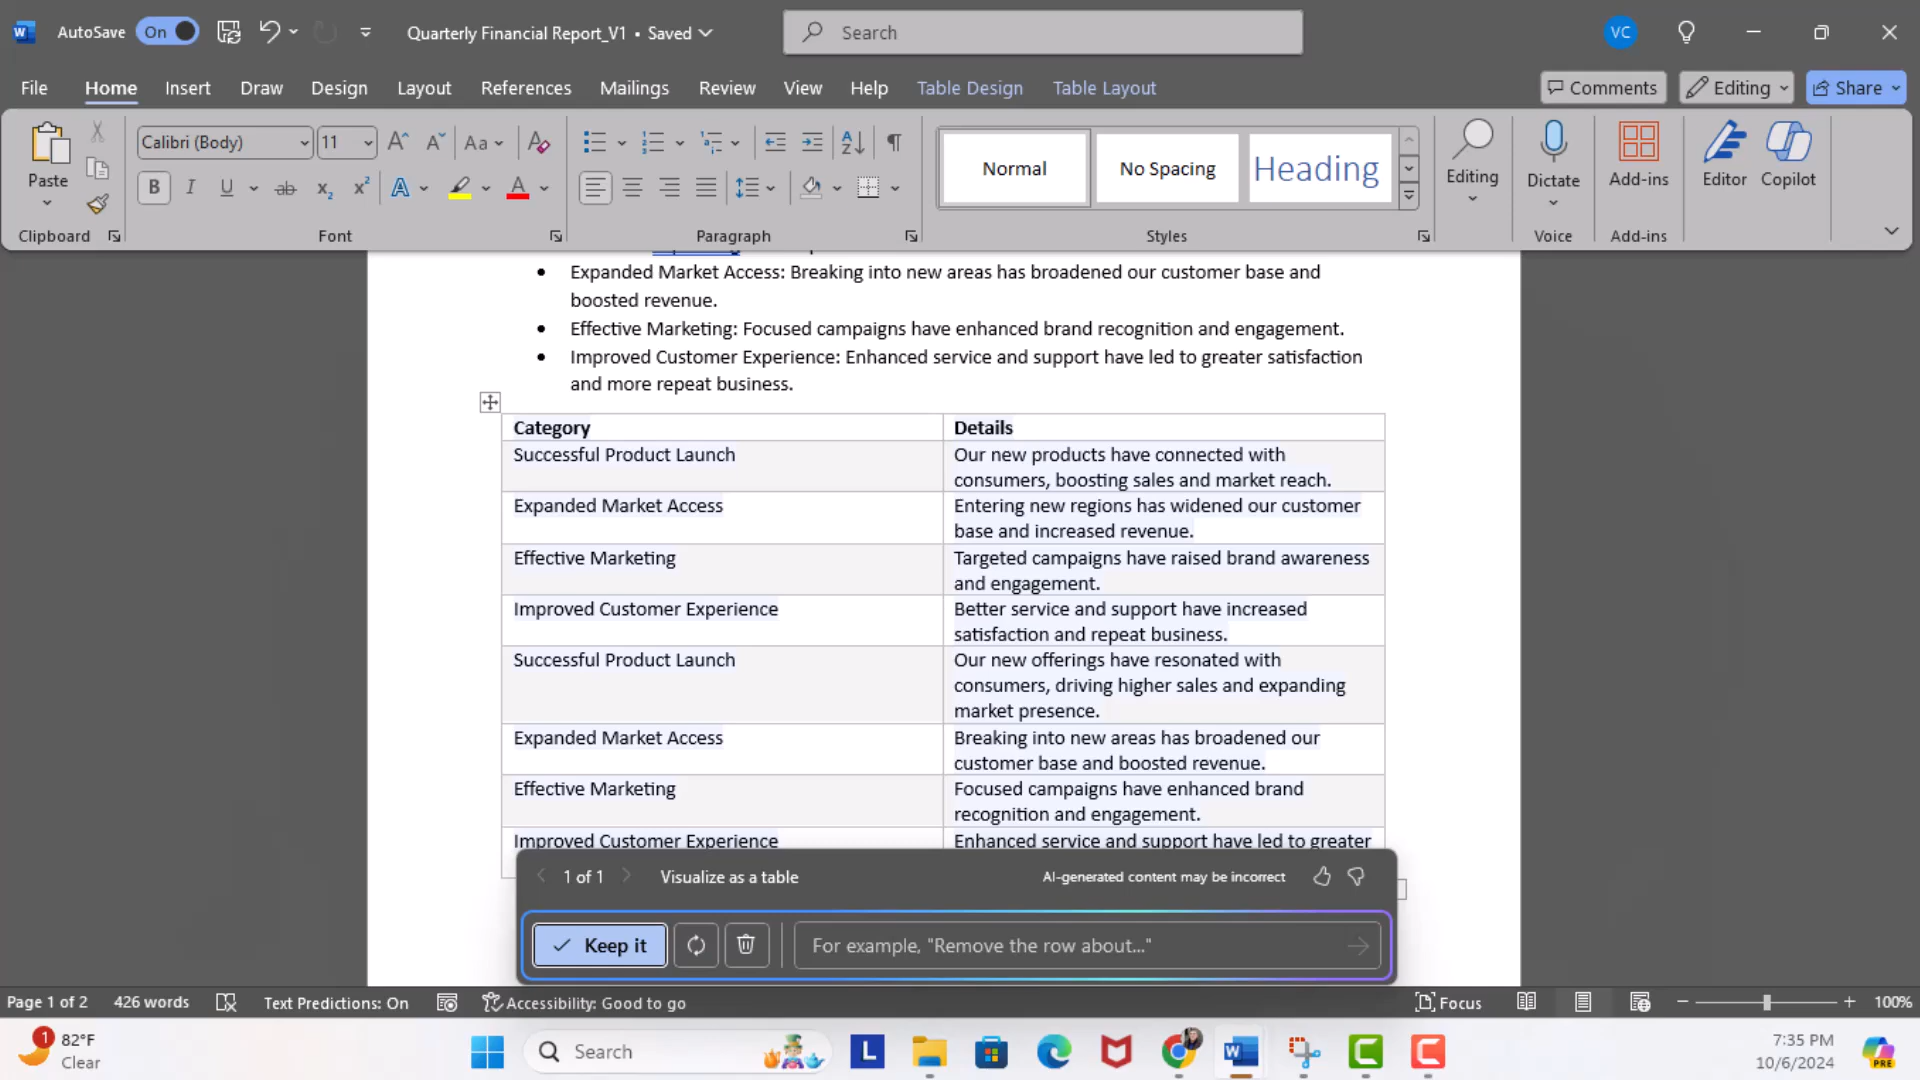 AutoSave On Quarterly Financial Report_V1 • Saved Search VC
File Home Insert Draw Design Layout References Mailings Review View Help Table Design Table Layout Comments Editing Share
Calibri (Body) 11 Aa
Normal No Spacing Heading
Paste Editing Dictate Add-ins Editor Copilot
Clipboard Font Paragraph Styles Voice Add-ins
• Expanded Market Access: Breaking into new areas has broadened our customer base and
boosted revenue.
• Effective Marketing: Focused campaigns have enhanced brand recognition and engagement.
• Improved Customer Experience: Enhanced service and support have led to greater satisfaction
and more repeat business.
Category Details
Successful Product Launch Our new products have connected with
consumers, boosting sales and market reach.
Expanded Market Access Entering new regions has widened our customer
base and increased revenue.
Effective Marketing Targeted campaigns have raised brand awareness
and engagement.
Improved Customer Experience Better service and support have increased
satisfaction and repeat business.
Successful Product Launch Our new offerings have resonated with
consumers, driving higher sales and expanding
market presence.
Expanded Market Access Breaking into new areas has broadened our
customer base and boosted revenue.
Effective Marketing Focused campaigns have enhanced brand
recognition and engagement.
Improved Customer Experience Enhanced service and support have led to greater
1 of 1 Visualize as a table AI-generated content may be incorrect
Keep it For example, "Remove the row about..."
Page 1 of 2 426 words Text Predictions: On Accessibility: Good to go Focus 100%
1 82°F
Clear
Search
7:35 PM
10/6/2024
PRE